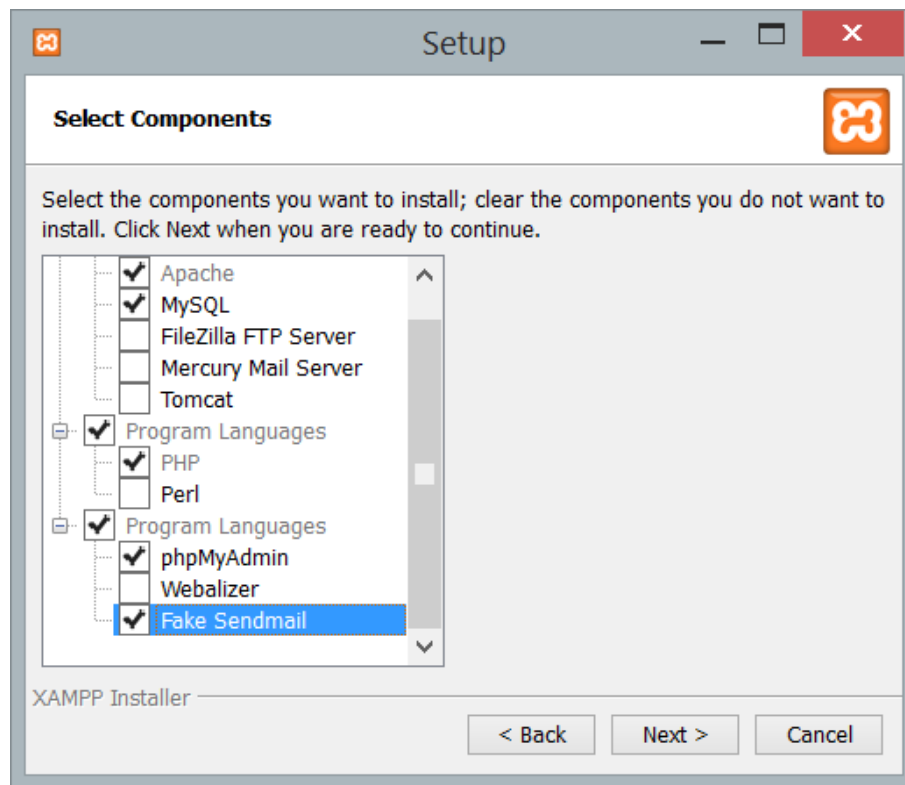 Setup
Select Components
Select the components you want to install; clear the components you do not want to
install. Click Next when you are ready to continue.
Apache
MySQL
FileZilla FTP Server
Mercury Mail Server
Tomcat
Program Languages
PHP
Perl
Program Languages
phpMyAdmin
Webalizer
Fake Sendmail
XAMPP Installer
< Back Next > Cancel